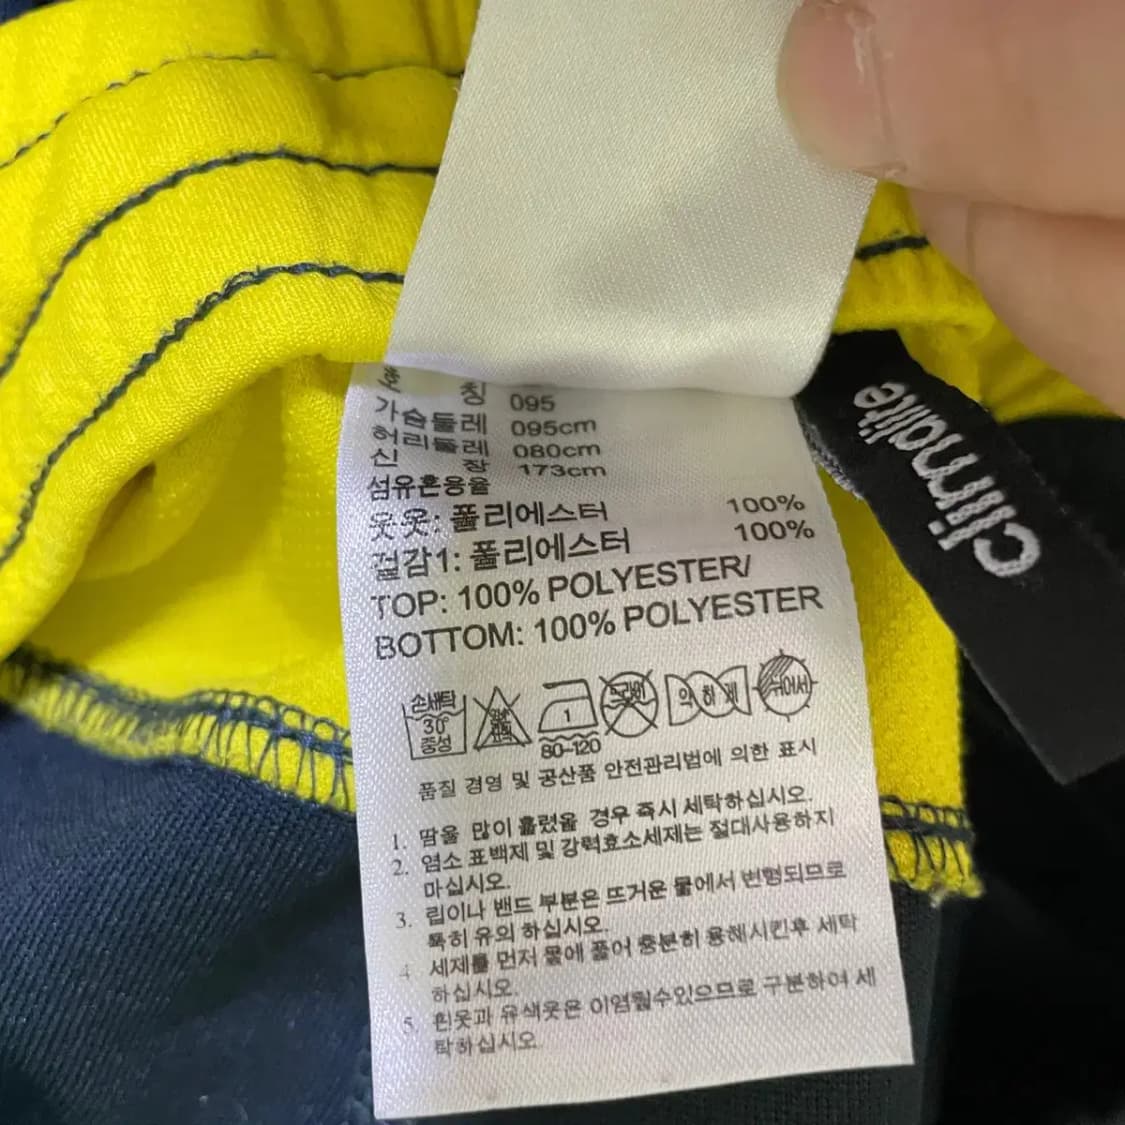 칭 095
가슴둘레 095cm
허리둘레 080cm
신 장 173cm
섬유혼용율
웃옷: 폴리에스터 100%
겉감1: 폴리에스터 100%
TOP: 100% POLYESTER/
BOTTOM: 100% POLYESTER
손세탁
30°
중성
1
80-120
드라이
약하게
뉘어서
품질 경영 및 공산품 안전관리법에 의한 표시
1. 땀을 많이 흘렸을 경우 즉시 세탁하십시오.
2. 염소 표백제 및 강력효소세제는 절대사용하지
마십시오.
3. 립이나 밴드 부분은 뜨거운 물에서 변형되므로
특히 유의 하십시오.
4 세제를 먼저 물에 풀어 충분히 용해시킨후 세탁
하십시오.
5. 흰옷과 유색옷은 이염될수있으므로 구분하여 세
탁하십시오.
climalite